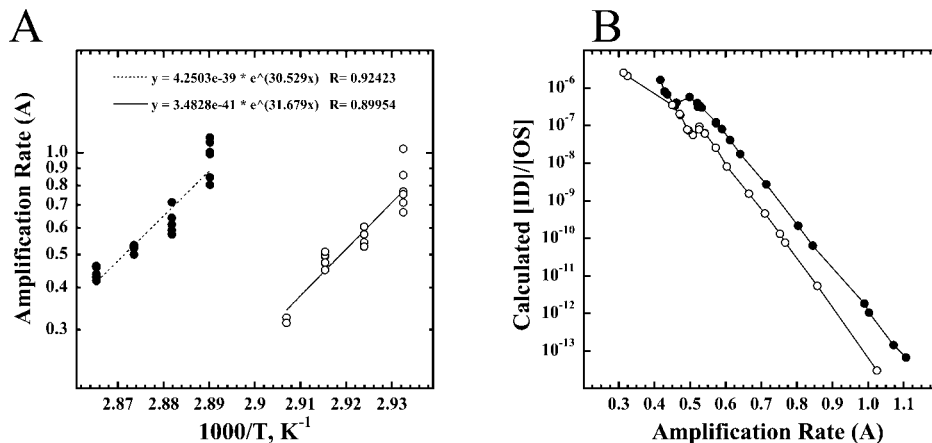 A
B
y = 4.2503e-39 * e^(30.529x) R= 0.92423
y = 3.4828e-41 * e^(31.679x) R= 0.89954
Amplification Rate (A)
1.0
0.9
0.8
0.7
0.6
0.5
0.4
0.3
2.87 2.88 2.89 2.9 2.91 2.92 2.93
1000/T, K-1
Calculated [ID]/[OS]
10-6
10-7
10-8
10-9
10-10
10-11
10-12
10-13
0.3 0.4 0.5 0.6 0.7 0.8 0.9 1.0 1.1
Amplification Rate (A)